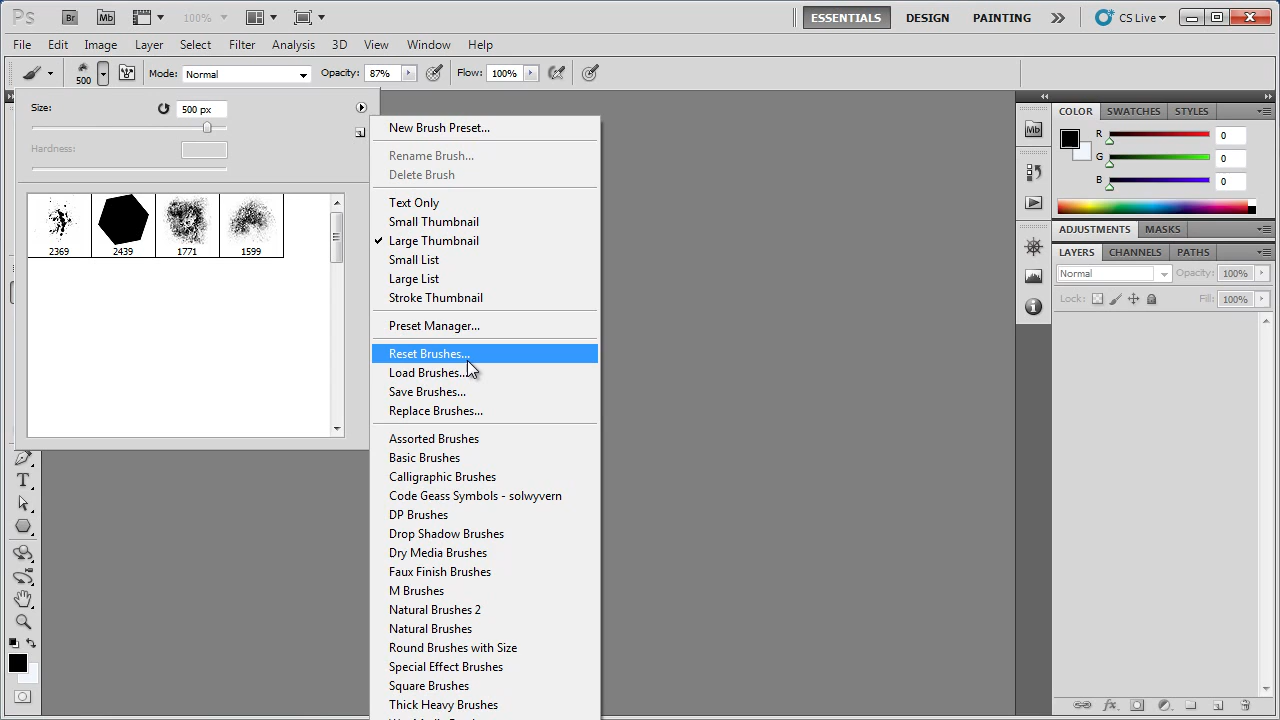 Ps Br Mb 100% ESSENTIALS DESIGN PAINTING CS Live
File Edit Image Layer Select Filter Analysis 3D View Window Help
500 Mode: Normal Opacity: 87% Flow: 100%
Size: 500 px
Hardness:
2369 2439 1771 1599
New Brush Preset...
Rename Brush...
Delete Brush
Text Only
Small Thumbnail
Large Thumbnail
Small List
Large List
Stroke Thumbnail
Preset Manager...
Reset Brushes...
Load Brushes...
Save Brushes...
Replace Brushes...
Assorted Brushes
Basic Brushes
Calligraphic Brushes
Code Geass Symbols - solwyvern
DP Brushes
Drop Shadow Brushes
Dry Media Brushes
Faux Finish Brushes
M Brushes
Natural Brushes 2
Natural Brushes
Round Brushes with Size
Special Effect Brushes
Square Brushes
Thick Heavy Brushes
Mb
COLOR SWATCHES STYLES
R 0
G 0
B 0
ADJUSTMENTS MASKS
LAYERS CHANNELS PATHS
Normal Opacity: 100%
Lock: Fill: 100%